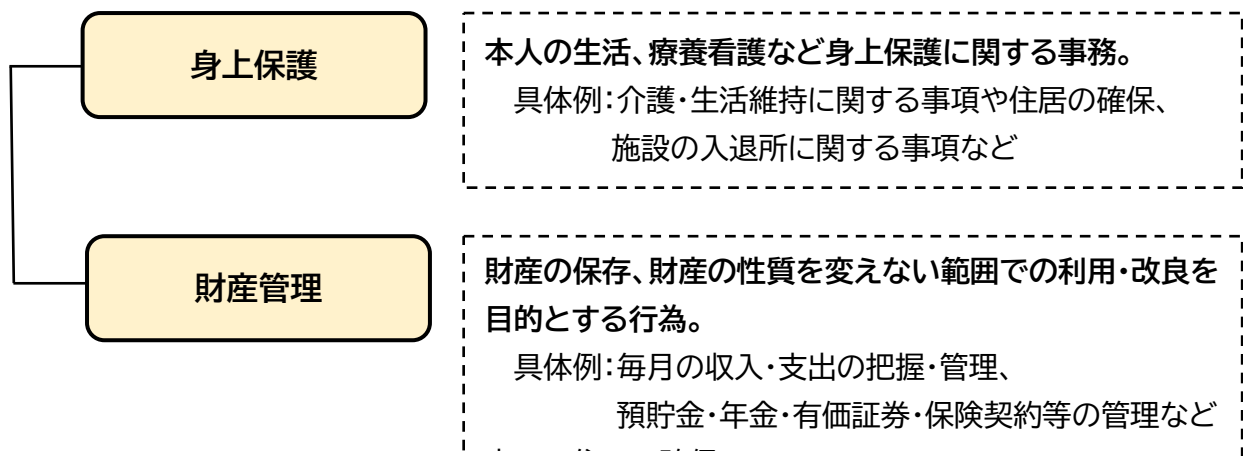 身上保護
本人の生活、療養看護など身上保護に関する事務。
具体例：介護・生活維持に関する事項や住居の確保、
施設の入退所に関する事項など
財産管理
財産の保存、財産の性質を変えない範囲での利用・改良を
目的とする行為。
具体例：毎月の収入・支出の把握・管理、
預貯金・年金・有価証券・保険契約等の管理など